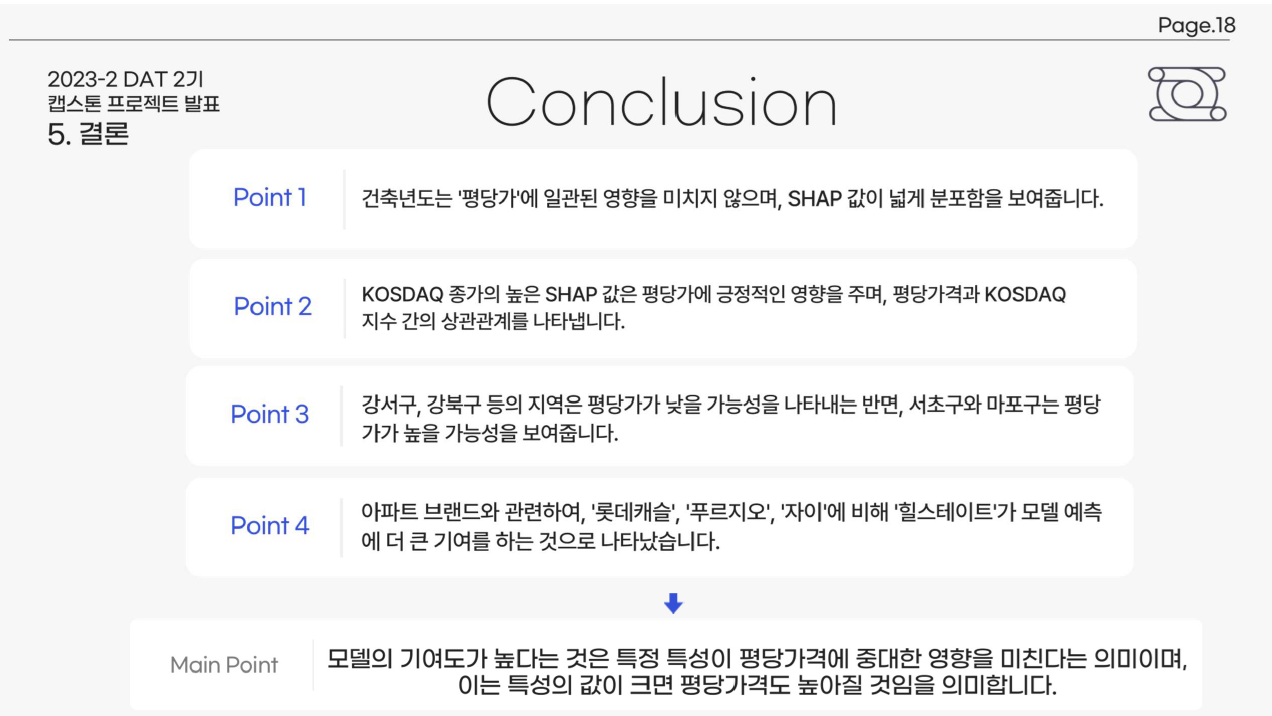 Page.18
2023-2 DAT 2기
캡스톤 프로젝트 발표
5. 결론
Conclusion
Point 1
건축년도는 '평당가'에 일관된 영향을 미치지 않으며, SHAP 값이 넓게 분포함을 보여줍니다.
Point 2
KOSDAQ 종가의 높은 SHAP 값은 평당가에 긍정적인 영향을 주며, 평당가격과 KOSDAQ
지수 간의 상관관계를 나타냅니다.
Point 3
강서구, 강북구 등의 지역은 평당가가 낮을 가능성을 나타내는 반면, 서초구와 마포구는 평당
가가 높을 가능성을 보여줍니다.
Point 4
아파트 브랜드와 관련하여, '롯데캐슬', '푸르지오', '자이'에 비해 '힐스테이트'가 모델 예측
에 더 큰 기여를 하는 것으로 나타났습니다.
Main Point
모델의 기여도가 높다는 것은 특정 특성이 평당가격에 중대한 영향을 미친다는 의미이며,
이는 특성의 값이 크면 평당가격도 높아질 것임을 의미합니다.